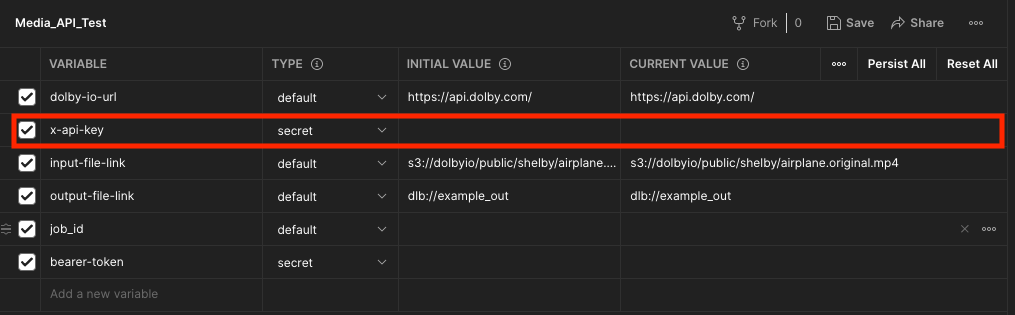 Media_API_Test Fork 0 Save Share
VARIABLE TYPE INITIAL VALUE CURRENT VALUE Persist All Reset All
dolby-io-url default https://api.dolby.com/ https://api.dolby.com/
x-api-key secret
input-file-link default s3://dolbyio/public/shelby/airplane.... s3://dolbyio/public/shelby/airplane.original.mp4
output-file-link default dlb://example_out dlb://example_out
job_id default
bearer-token secret
Add a new variable